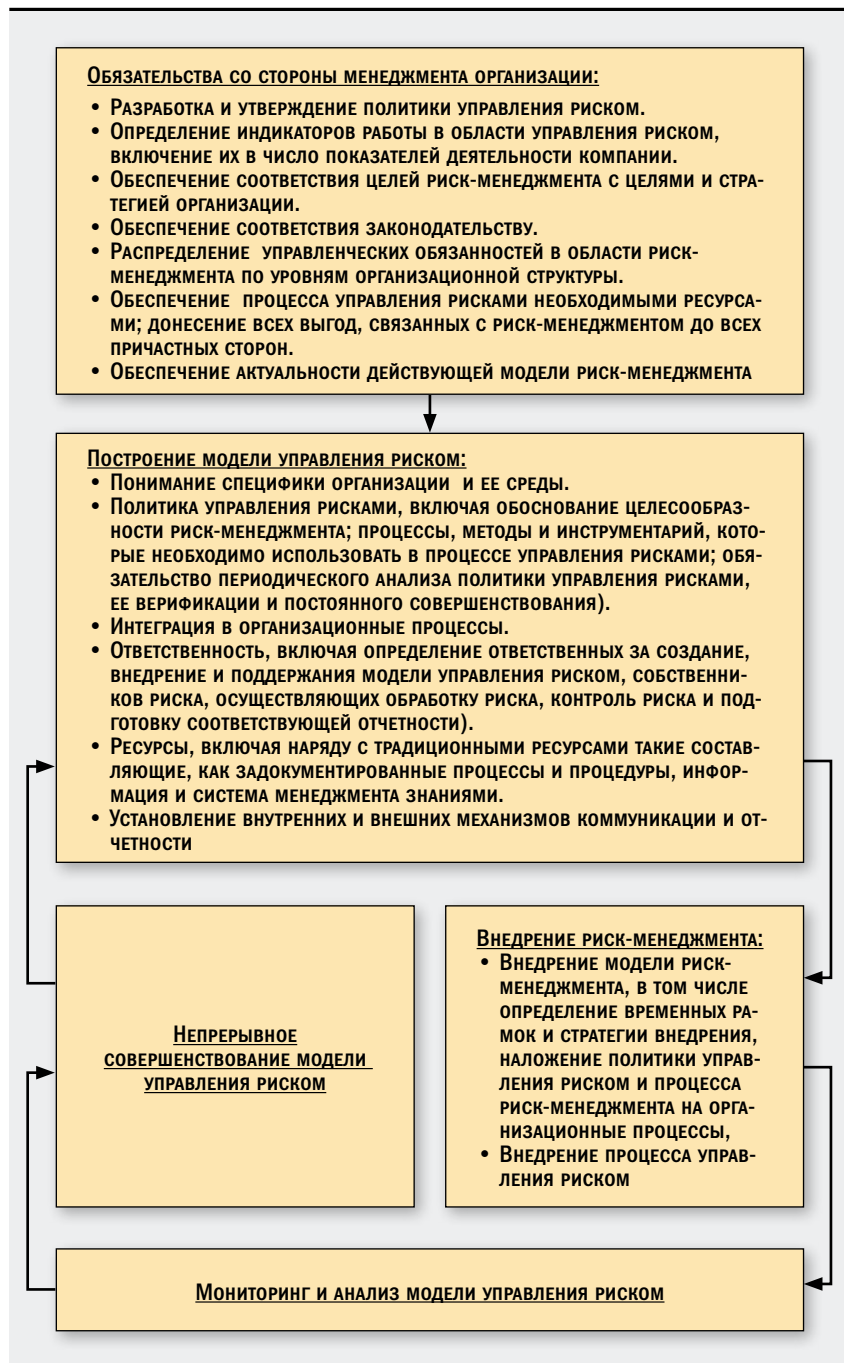 Обязательства со стороны менеджмента организации:
• Разработка и утверждение политики управления риском.
• Определение индикаторов работы в области управления риском,
включение их в число показателей деятельности компании.
• Обеспечение соответствия целей риск-менеджмента с целями и стра-
тегией организации.
• Обеспечение соответствия законодательству.
• Распределение управленческих обязанностей в области риск-
менеджмента по уровням организационной структуры.
• Обеспечение процесса управления рисками необходимыми ресурса-
ми; донесение всех выгод, связанных с риск-менеджментом до всех
причастных сторон.
• Обеспечение актуальности действующей модели риск-менеджмента
Построение модели управления риском:
• Понимание специфики организации и ее среды.
• Политика управления рисками, включая обоснование целесообраз-
ности риск-менеджмента; процессы, методы и инструментарий, кото-
рые необходимо использовать в процессе управления рисками; обя-
зательство периодического анализа политики управления рисками,
ее верификации и постоянного совершенствования).
• Интеграция в организационные процессы.
• Ответственность, включая определение ответственных за создание,
внедрение и поддержания модели управления риском, собственни-
ков риска, осуществляющих обработку риска, контроль риска и под-
готовку соответствующей отчетности).
• Ресурсы, включая наряду с традиционными ресурсами такие состав-
ляющие, как задокументированные процессы и процедуры, инфор-
мация и система менеджмента знаниями.
• Установление внутренних и внешних механизмов коммуникации и от-
четности
Непрерывное
совершенствование модели
управления риском
Внедрение риск-менеджмента:
• Внедрение модели риск-
менеджмента, в том числе
определение временных ра-
мок и стратегии внедрения,
наложение политики управ-
ления риском и процесса
риск-менеджмента на орга-
низационные процессы,
• Внедрение процесса управ-
ления риском
Мониторинг и анализ модели управления риском